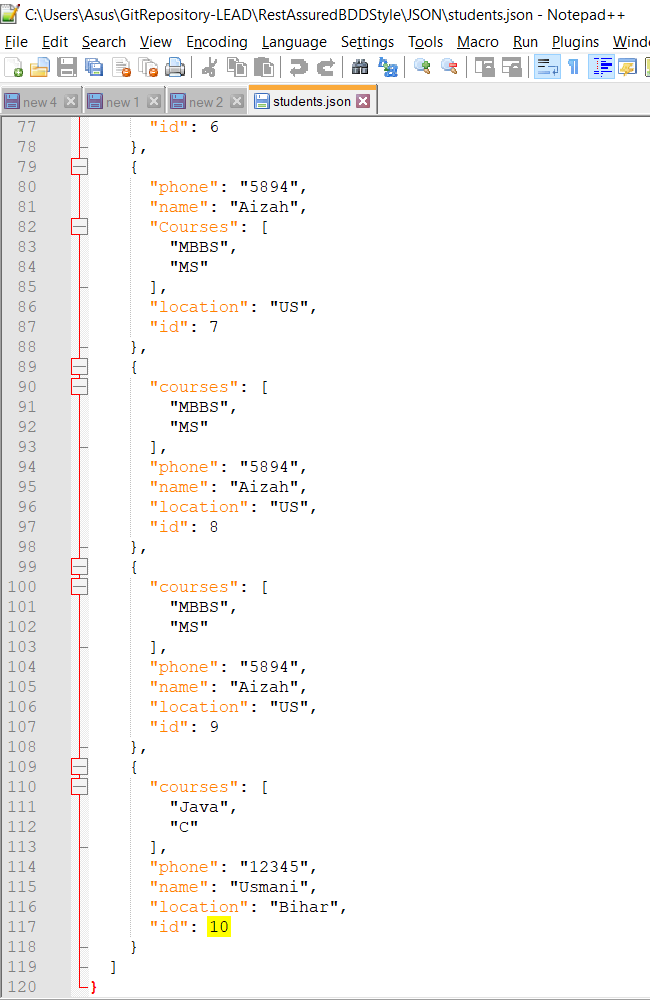 C:\Users\Asus\GitRepository-LEAD\RestAssuredBDDStyle\JSON\students.json - Notepad++
File Edit Search View Encoding Language Settings Tools Macro Run Plugins Windo
new 4 new 1 new 2 students.json
77 "id": 6
78 },
79 {
80 "phone": "5894",
81 "name": "Aizah",
82 "Courses": [
83 "MBBS",
84 "MS"
85 ],
86 "location": "US",
87 "id": 7
88 },
89 {
90 "courses": [
91 "MBBS",
92 "MS"
93 ],
94 "phone": "5894",
95 "name": "Aizah",
96 "location": "US",
97 "id": 8
98 },
99 {
100 "courses": [
101 "MBBS",
102 "MS"
103 ],
104 "phone": "5894",
105 "name": "Aizah",
106 "location": "US",
107 "id": 9
108 },
109 {
110 "courses": [
111 "Java",
112 "C"
113 ],
114 "phone": "12345",
115 "name": "Usmani",
116 "location": "Bihar",
117 "id": 10
118 }
119 ]
120 }